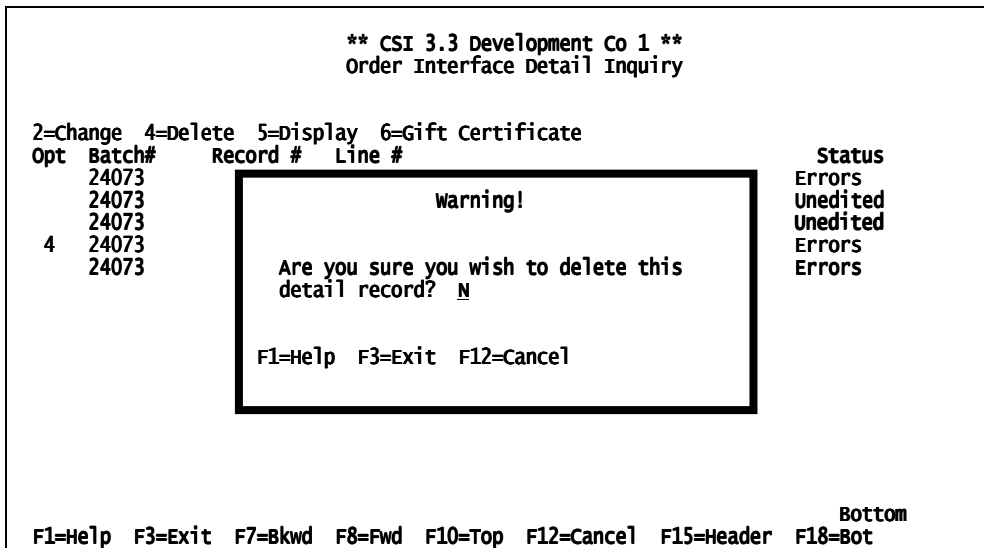 ** CSI 3.3 Development Co 1 **
Order Interface Detail Inquiry
2=Change 4=Delete 5=Display 6=Gift Certificate
Opt Batch# Record # Line # Status
24073 Errors
24073 Warning! Unedited
24073 Unedited
4 24073 Errors
24073 Are you sure you wish to delete this Errors
detail record? N
F1=Help F3=Exit F12=Cancel
Bottom
F1=Help F3=Exit F7=Bkwd F8=Fwd F10=Top F12=Cancel F15=Header F18=Bot